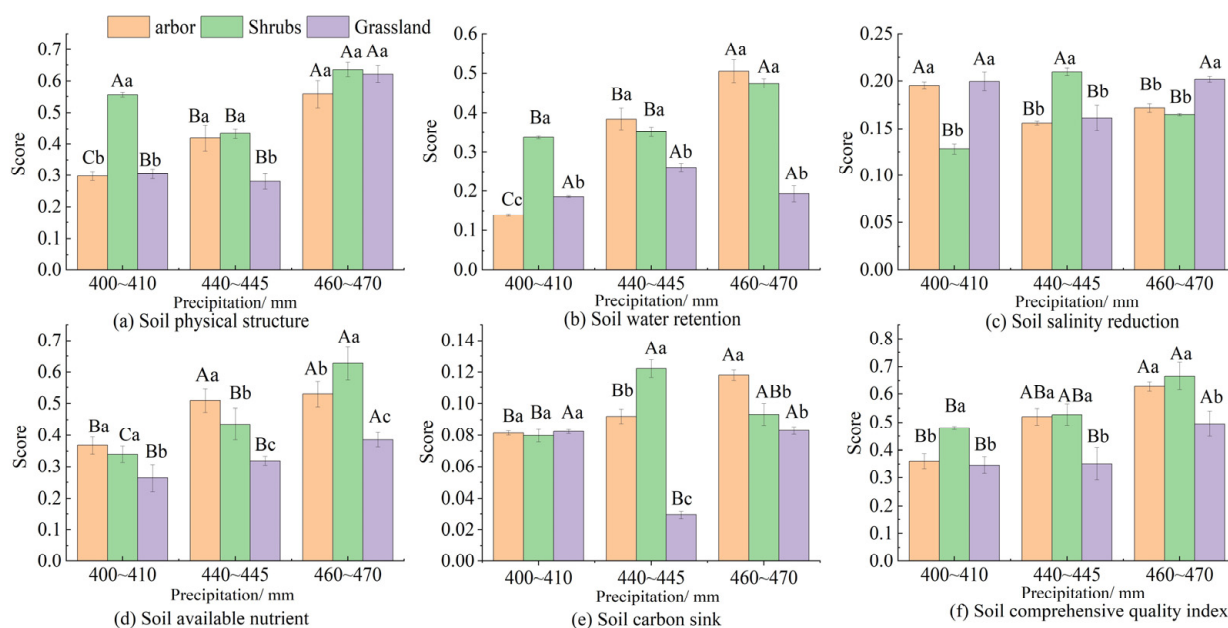 arbor Shrubs Grassland
0.7
0.6
0.5
0.4
0.3
0.2
0.1
0.0
Score
Cb Aa Bb
Ba Ba Bb
Aa Aa Aa
400~410 440~445 460~470
Precipitation/ mm
(a) Soil physical structure
0.6
0.5
0.4
0.3
0.2
0.1
0.0
Score
Cc Ba Ab
Ba Ba Ab
Aa Aa Ab
400~410 440~445 460~470
Precipitation/ mm
(b) Soil water retention
0.25
0.20
0.15
0.10
0.05
0.00
Score
Aa Bb Aa
Bb Aa Bb
Bb Bb Aa
400~410 440~445 460~470
Precipitation/ mm
(c) Soil salinity reduction
0.7
0.6
0.5
0.4
0.3
0.2
0.1
0.0
Score
Ba Ca Bb
Aa Bb Bc
Ab Aa Ac
400~410 440~445 460~470
Precipitation/ mm
(d) Soil available nutrient
0.14
0.12
0.10
0.08
0.06
0.04
0.02
0.00
Score
Ba Ba Aa
Bb Aa Bc
Aa ABb Ab
400~410 440~445 460~470
Precipitation/ mm
(e) Soil carbon sink
0.8
0.7
0.6
0.5
0.4
0.3
0.2
0.1
0.0
Score
Bb Ba Bb
ABa ABa Bb
Aa Aa Ab
400~410 440~445 460~470
Precipitation/ mm
(f) Soil comprehensive quality index